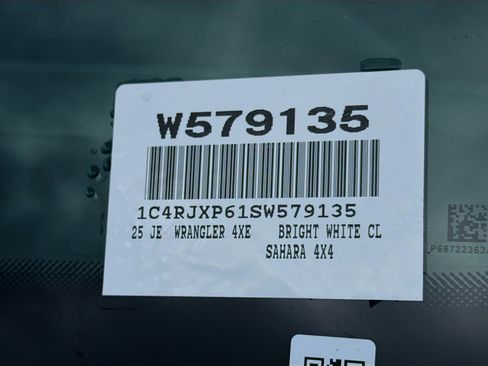 W579135
1C4RJXP61SW579135
25 JE WRANGLER 4XE BRIGHT WHITE CL
SAHARA 4X4